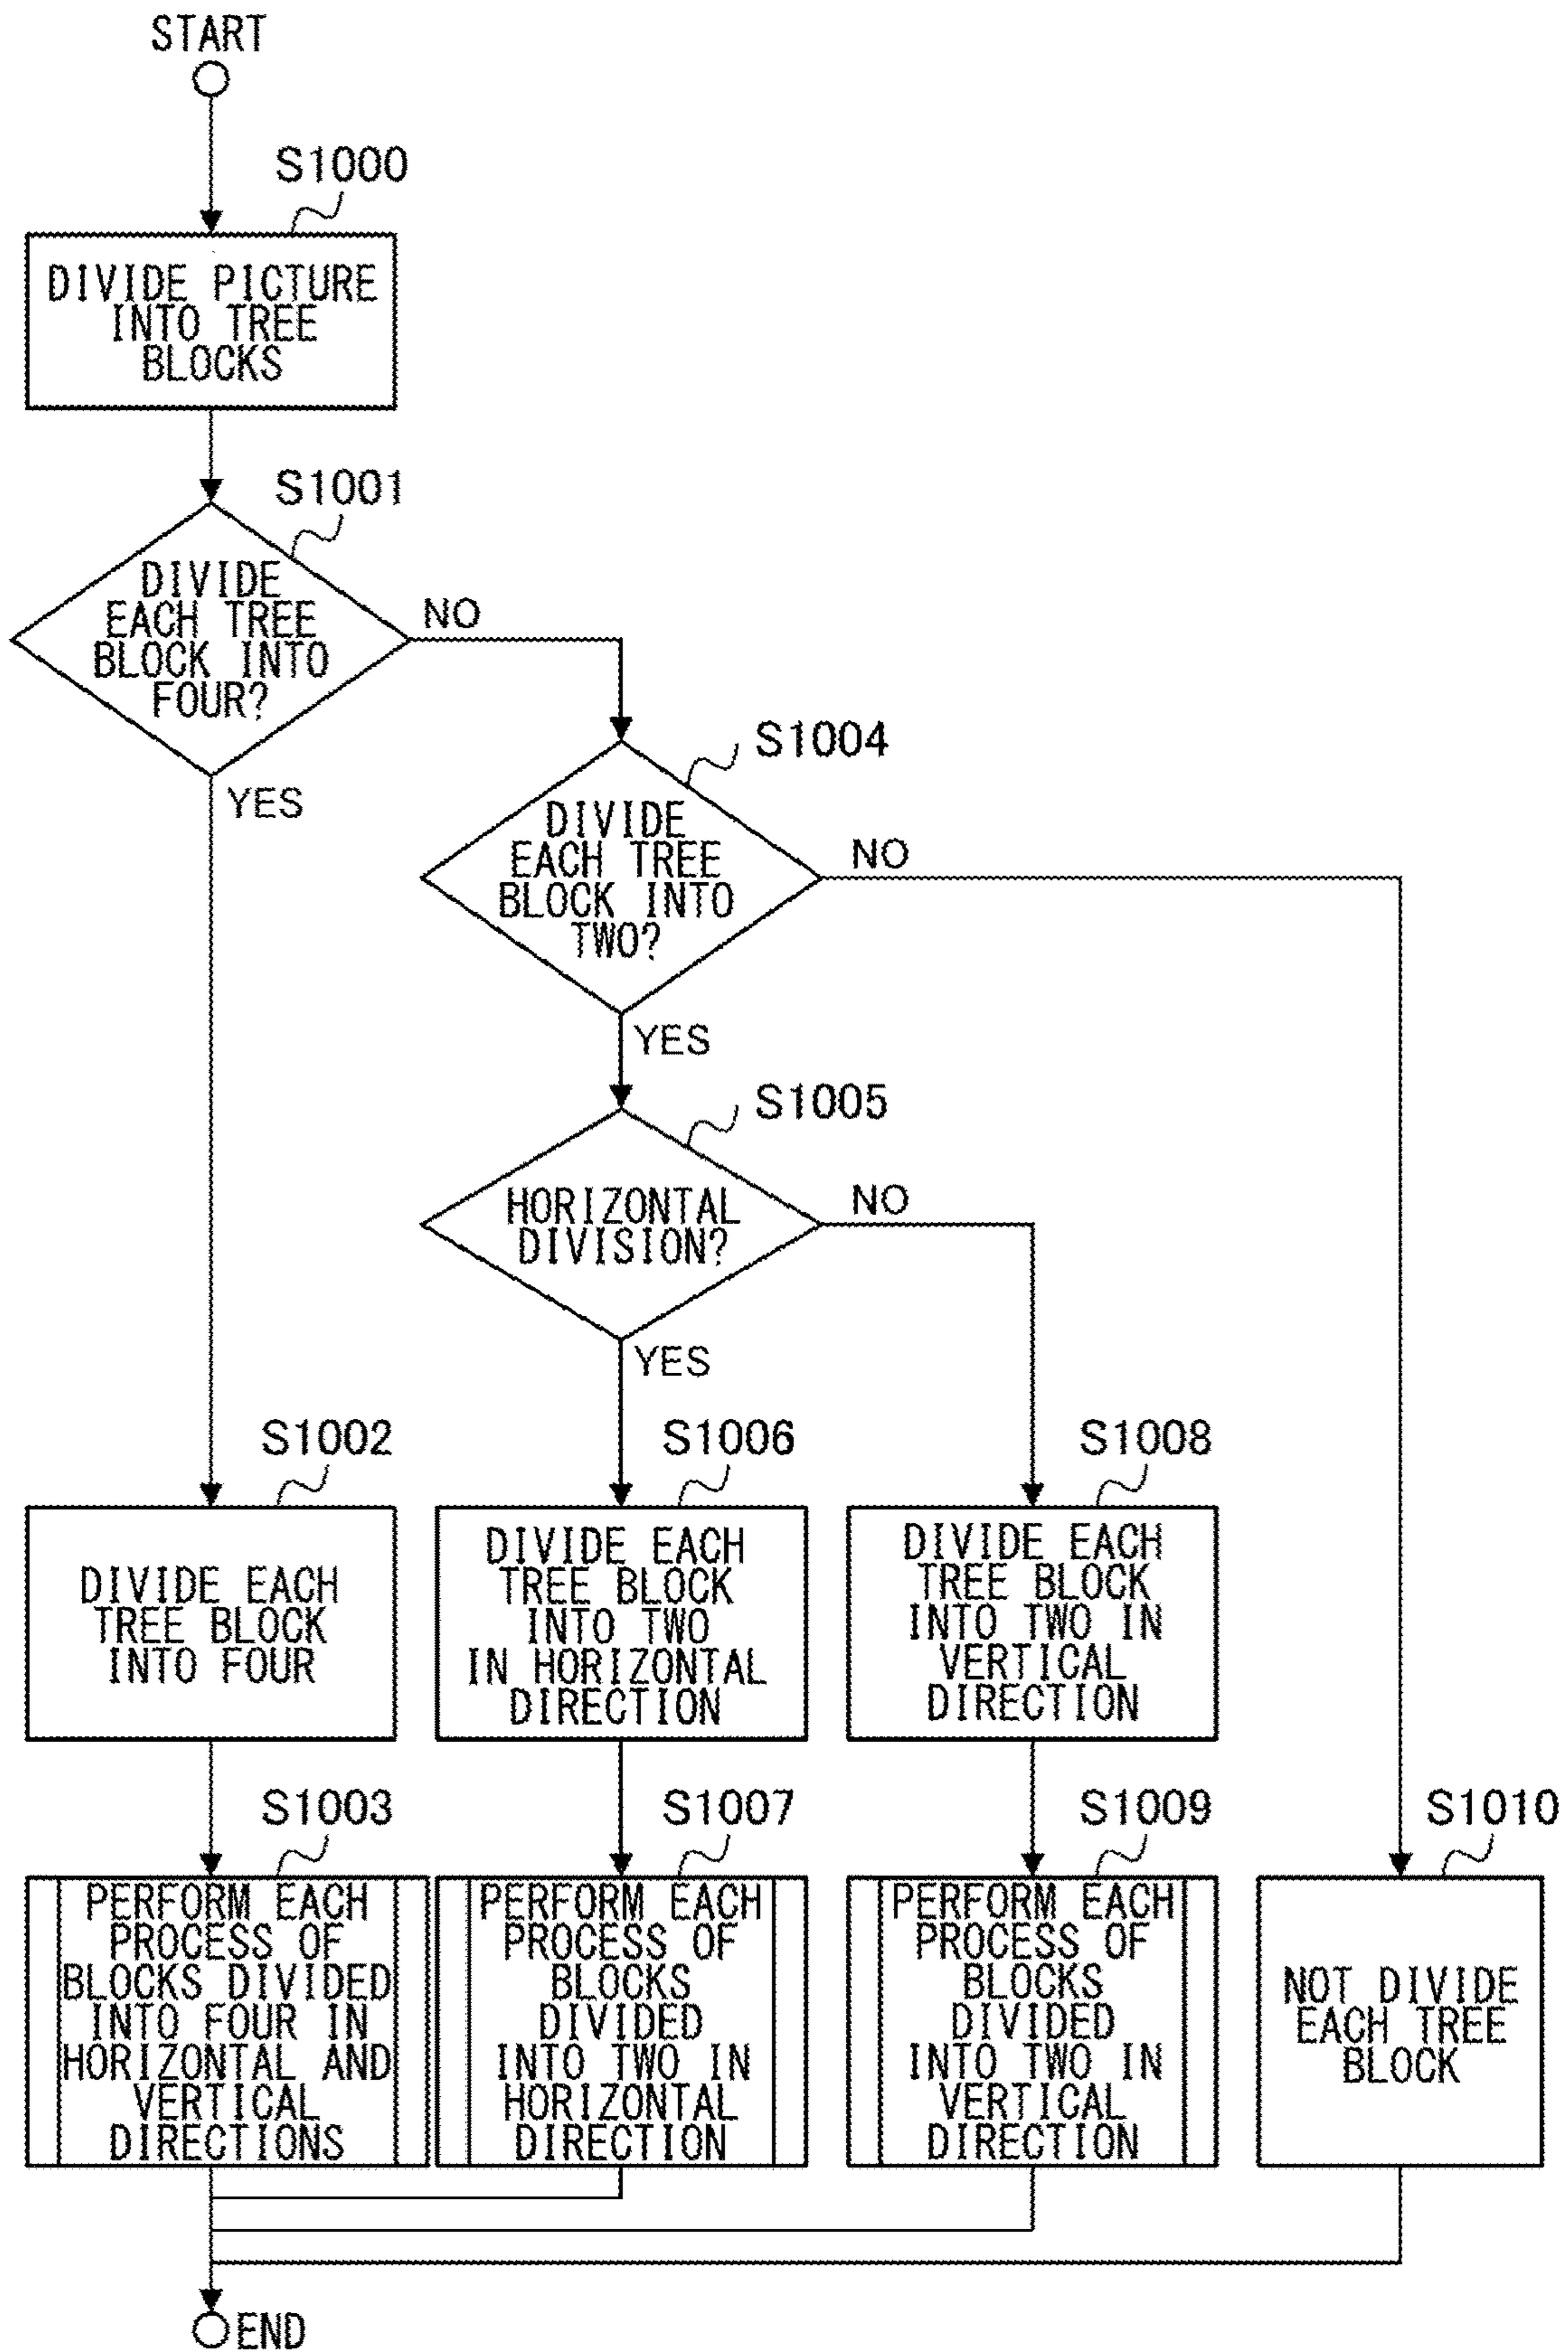 START
S1000
DIVIDE PICTURE
INTO TREE
BLOCKS
S1001
DIVIDE
EACH TREE
BLOCK INTO
FOUR?
NO
YES
S1004
DIVIDE
EACH TREE
BLOCK INTO
TWO?
NO
YES
S1005
HORIZONTAL
DIVISION?
NO
YES
S1002
DIVIDE EACH
TREE BLOCK
INTO FOUR
S1006
DIVIDE EACH
TREE BLOCK
INTO TWO
IN HORIZONTAL
DIRECTION
S1008
DIVIDE EACH
TREE BLOCK
INTO TWO IN
VERTICAL
DIRECTION
S1003
PERFORM EACH
PROCESS OF
BLOCKS DIVIDED
INTO FOUR IN
HORIZONTAL AND
VERTICAL
DIRECTIONS
S1007
PERFORM EACH
PROCESS OF
BLOCKS
DIVIDED
INTO TWO IN
HORIZONTAL
DIRECTION
S1009
PERFORM EACH
PROCESS OF
BLOCKS
DIVIDED
INTO TWO IN
VERTICAL
DIRECTION
S1010
NOT DIVIDE
EACH TREE
BLOCK
END